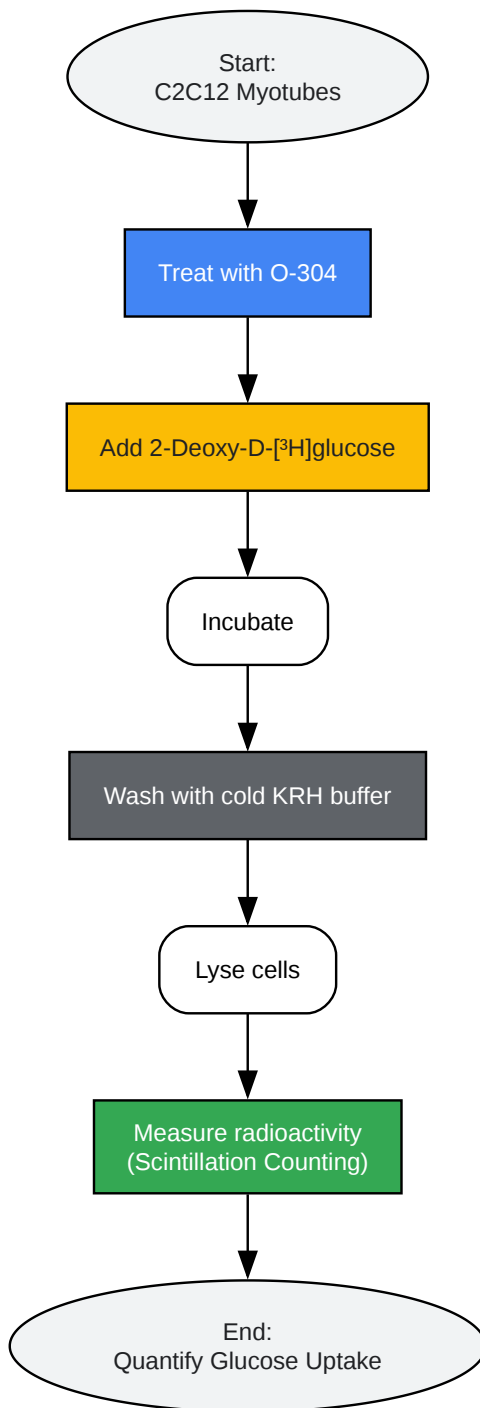 Start:
C2C12 Myotubes
Treat with O-304
Add 2-Deoxy-D-[³H]glucose
Incubate
Wash with cold KRH buffer
Lyse cells
Measure radioactivity
(Scintillation Counting)
End:
Quantify Glucose Uptake